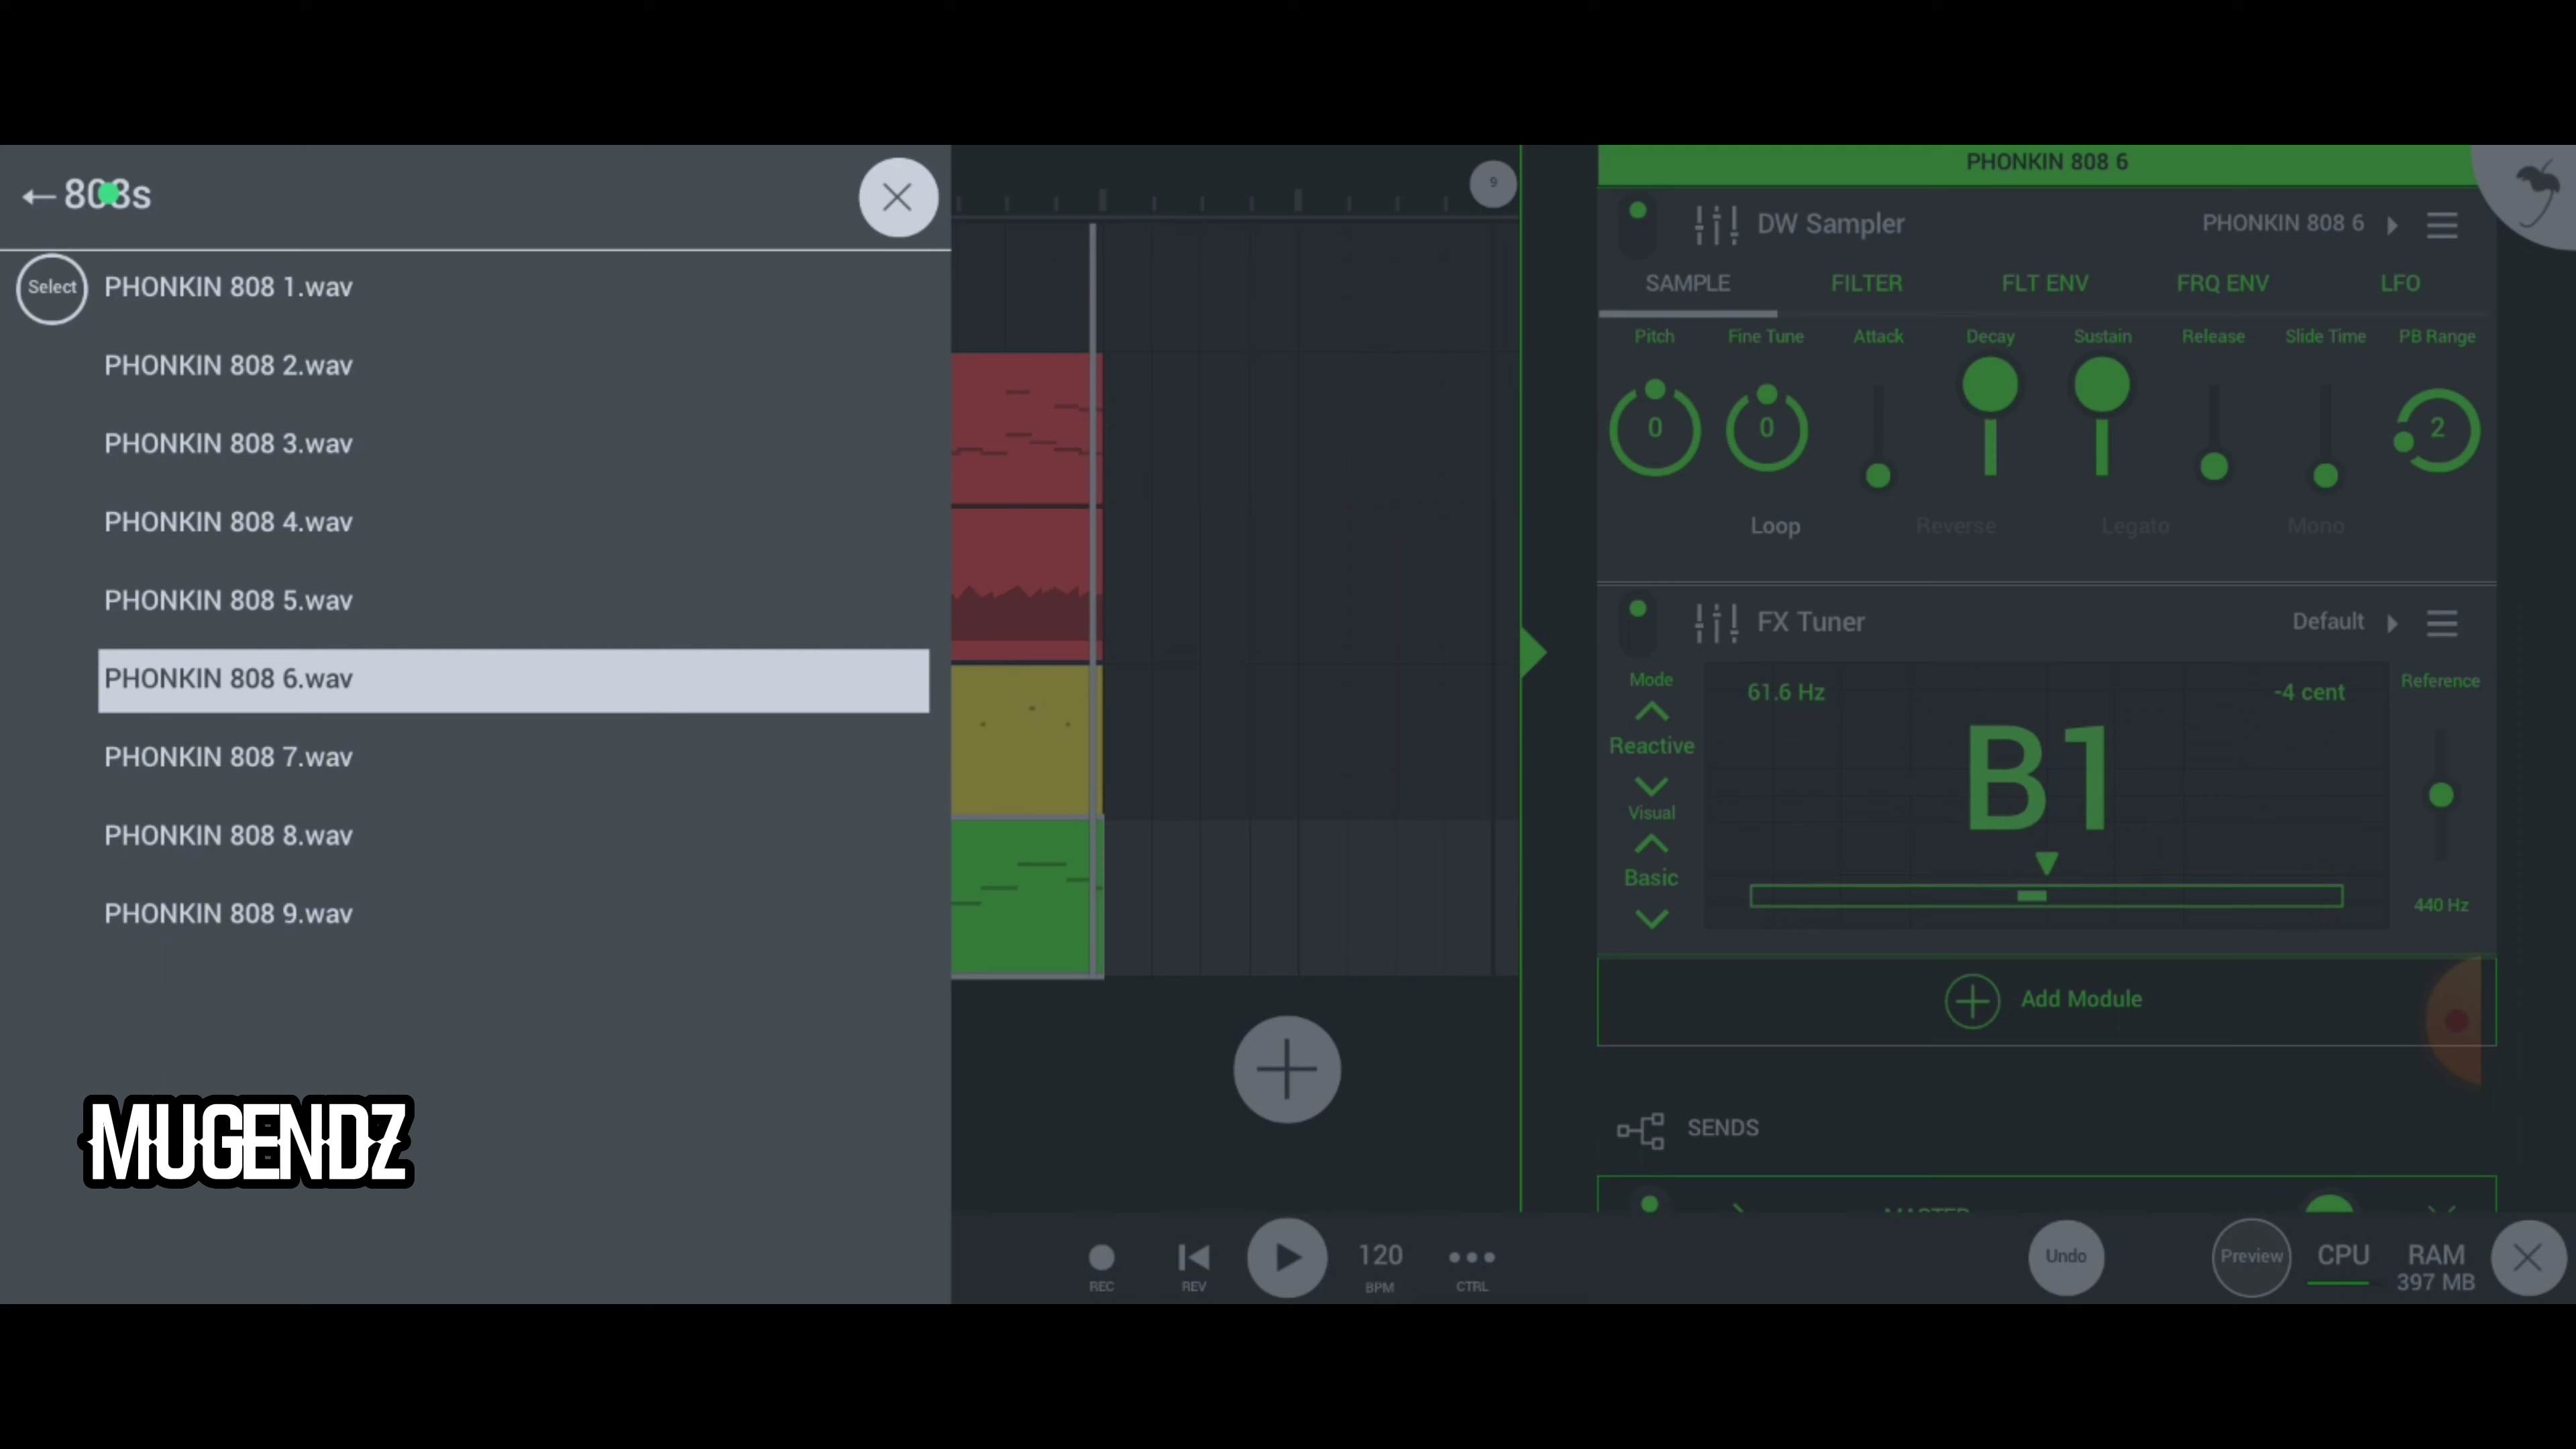 808s
Select
PHONKIN 808 1.wav
PHONKIN 808 2.wav
PHONKIN 808 3.wav
PHONKIN 808 4.wav
PHONKIN 808 5.wav
PHONKIN 808 6.wav
PHONKIN 808 7.wav
PHONKIN 808 8.wav
PHONKIN 808 9.wav
MUGENDZ
9
PHONKIN 808 6
DW Sampler PHONKIN 808 6
SAMPLE FILTER FLT ENV FRQ ENV LFO
Pitch Fine Tune Attack Decay Sustain Release Slide Time PB Range
0 0 2
Loop Reverse Legato Mono
FX Tuner Default
Mode 61.6 Hz -4 cent Reference
Reactive B1
Visual
Basic
440 Hz
Add Module
SENDS
MASTER
REC REV 120 BPM CTRL
Undo Preview CPU RAM
397 MB